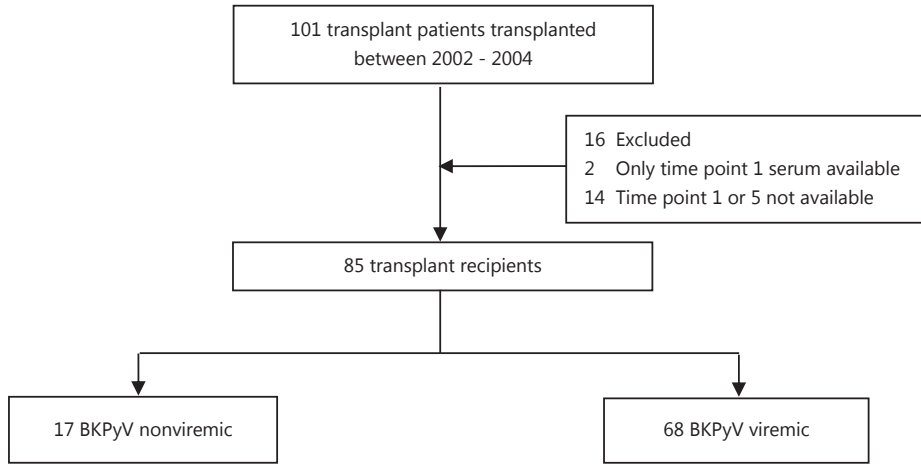 101 transplant patients transplanted
between 2002 - 2004
16 Excluded
2 Only time point 1 serum available
14 Time point 1 or 5 not available
85 transplant recipients
17 BKPyV nonviremic
68 BKPyV viremic